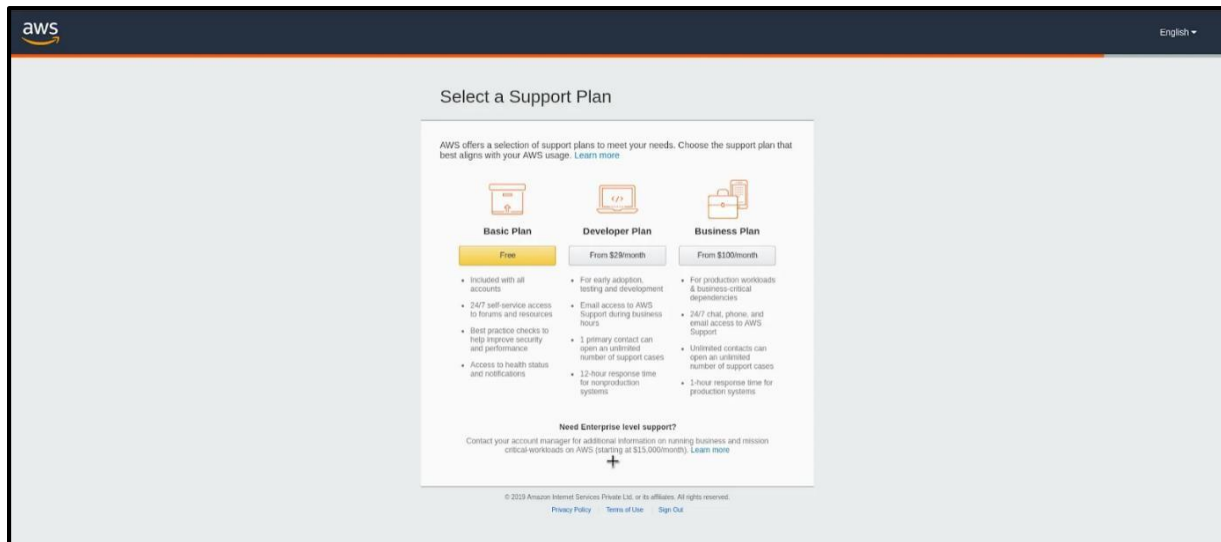 aws
English
Select a Support Plan
AWS offers a selection of support plans to meet your needs. Choose the support plan that
best aligns with your AWS usage. Learn more
Basic Plan
Free
• Included with all
accounts
• 24/7 self-service access
to forums and resources
• Best practice checks to
help improve security
and performance
• Access to health status
and notifications
Developer Plan
From $29/month
• For early adoption,
testing and development
• Email access to AWS
Support during business
hours
• 1 primary contact can
open an unlimited
number of support cases
• 12-hour response time
for nonproduction
systems
Business Plan
From $100/month
• For production workloads
& business-critical
dependencies
• 24/7 chat, phone, and
email access to AWS
Support
• Unlimited contacts can
open an unlimited
number of support cases
• 1-hour response time for
production systems
Need Enterprise level support?
Contact your account manager for additional information on running business and mission
critical-workloads on AWS (starting at $15,000/month). Learn more
© 2019 Amazon Internet Services Private Ltd. or its affiliates. All rights reserved.
Privacy Policy | Terms of Use | Sign Out